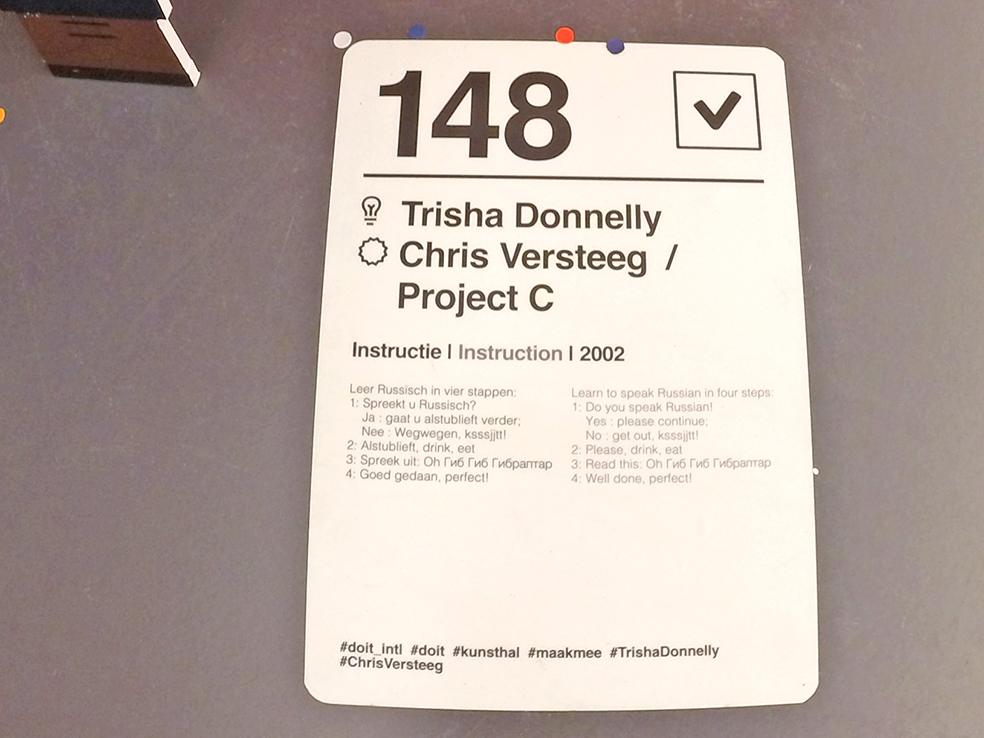 148
Trisha Donnelly
Chris Versteeg /
Project C
Instructie | Instruction | 2002
Leer Russisch in vier stappen:
1: Spreekt u Russisch?
Ja : gaat u alstublieft verder;
Nee : Wegwegen, ksssjjtt!
2: Alstublieft, drink, eet
3: Spreek uit: Oh Гиб Гиб Гибраптар
4: Goed gedaan, perfect!
Learn to speak Russian in four steps:
1: Do you speak Russian!
Yes : please continue;
No : get out, ksssjjtt!
2: Please, drink, eat
3: Read this: Oh Гиб Гиб Гибраптар
4: Well done, perfect!
#doit_intl #doit #kunsthal #maakmee #TrishaDonnelly
#ChrisVersteeg